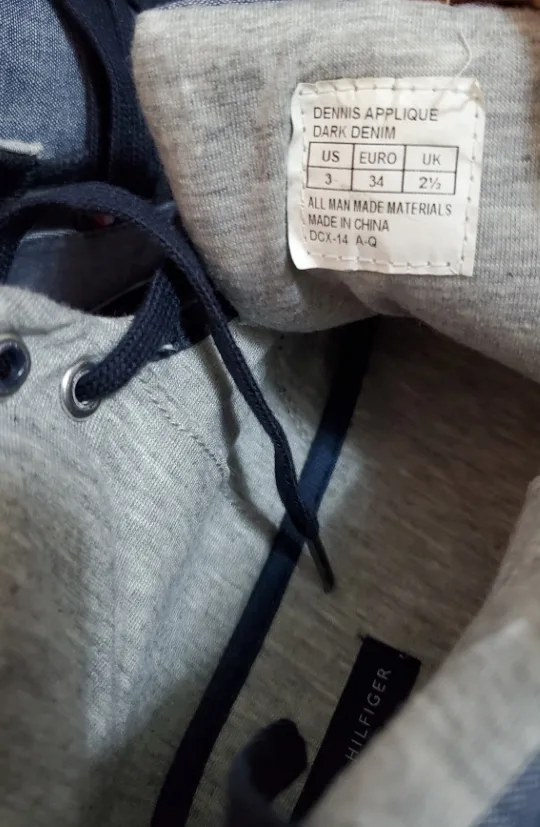 DENNIS APPLIQUE
DARK DENIM
US EURO UK
3 34 2½
ALL MAN MADE MATERIALS
MADE IN CHINA
DCX-14 A-Q
HILFIGER